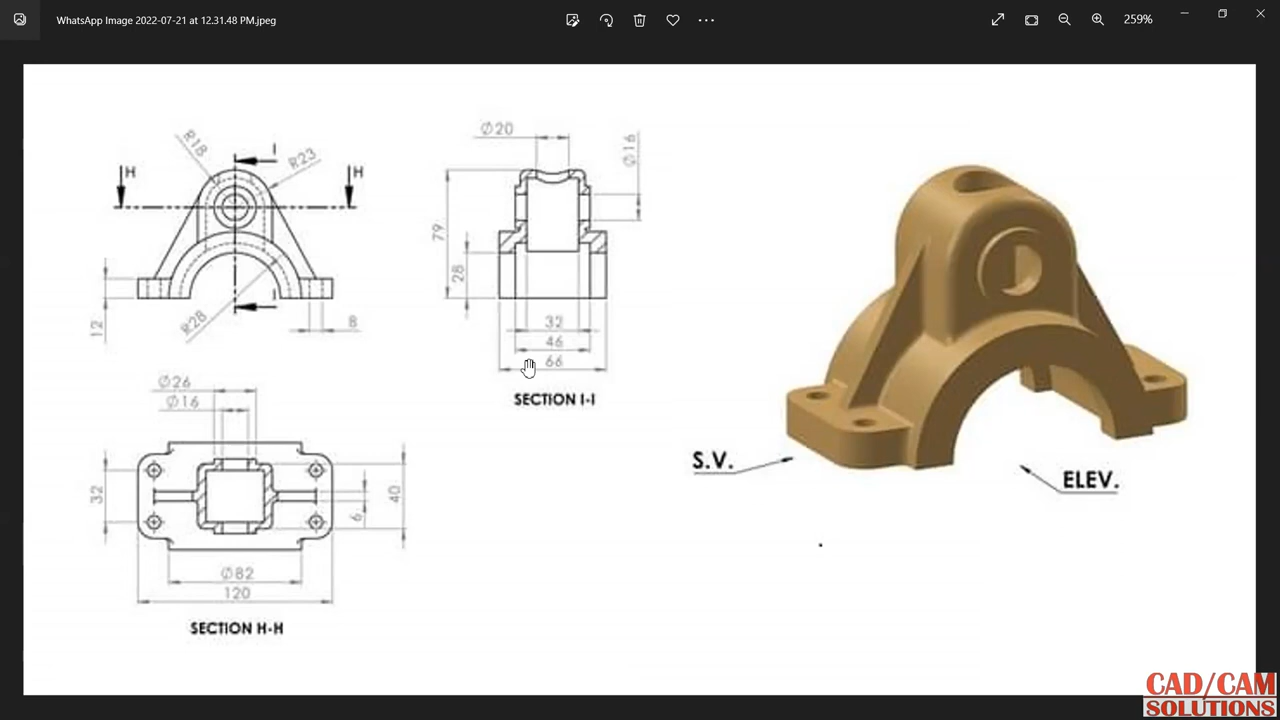 WhatsApp Image 2022-07-21 at 12.31.48 PM.jpeg
259%
R18
I
R23
H
H
12
R28
I
8
Ø20
Ø16
79
28
32
46
66
SECTION I-I
Ø26
Ø16
32
40
6
Ø82
120
SECTION H-H
S.V.
ELEV.
CAD/CAM
SOLUTIONS